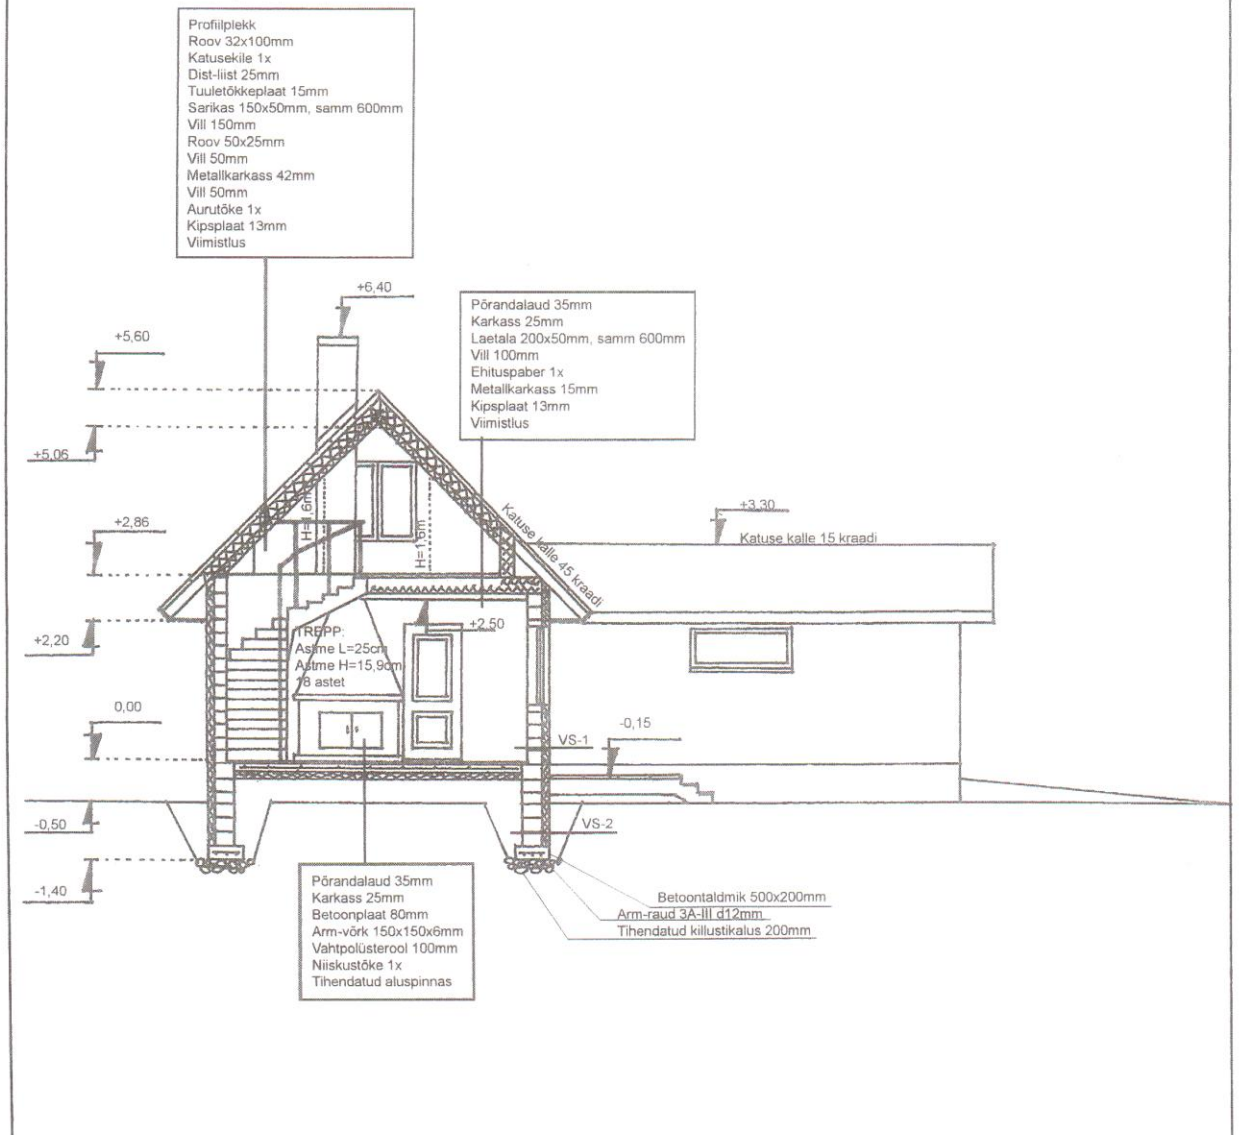 Profiilplekk
Roov 32x100mm
Katusekile 1x
Dist-liist 25mm
Tuuletõkkeplaat 15mm
Sarikas 150x50mm, samm 600mm
Vill 150mm
Roov 50x25mm
Vill 50mm
Metallkarkass 42mm
Vill 50mm
Aurutõke 1x
Kipsplaat 13mm
Viimistlus
+6,40
Põrandalaud 35mm
Karkass 25mm
Laetala 200x50mm, samm 600mm
Vill 100mm
Ehituspaber 1x
Metallkarkass 15mm
Kipsplaat 13mm
Viimistlus
+5,60
+5,06
+2,86
+2,20
0,00
-0,50
-1,40
H=1,6m
H=1,6m
Katuse kalle 45 kraadi
+3,30
Katuse kalle 15 kraadi
+2,50
TREPP:
Astme L=25cm
Astme H=15,9cm
18 astet
VS-1
-0,15
VS-2
Põrandalaud 35mm
Karkass 25mm
Betoonplaat 80mm
Arm-võrk 150x150x6mm
Vahtpolüsterool 100mm
Niiskustõke 1x
Tihendatud aluspinnas
Betoontaldmik 500x200mm
Arm-raud 3A-III d12mm
Tihendatud killustikalus 200mm